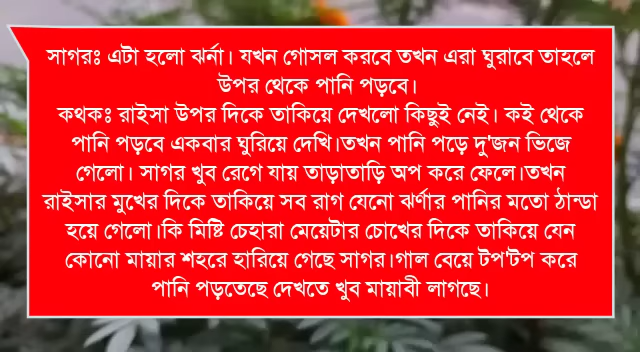 সাগরঃ এটা হলো ঝর্না। যখন গোসল করবে তখন এরা ঘুরাবে তাহলে
উপর থেকে পানি পড়বে।
কথকঃ রাইসা উপর দিকে তাকিয়ে দেখলো কিছুই নেই। কই থেকে
পানি পড়বে একবার ঘুরিয়ে দেখি।তখন পানি পড়ে দু'জন ভিজে
গেলো। সাগর খুব রেগে যায় তাড়াতাড়ি অপ করে ফেলে।তখন
রাইসার মুখের দিকে তাকিয়ে সব রাগ যেনো ঝর্ণার পানির মতো ঠান্ডা
হয়ে গেলো।কি মিষ্টি চেহারা মেয়েটার চোখের দিকে তাকিয়ে যেন
কোনো মায়ার শহরে হারিয়ে গেছে সাগর।গাল বেয়ে টপ'টপ করে
পানি পড়তেছে দেখতে খুব মায়াবী লাগছে।